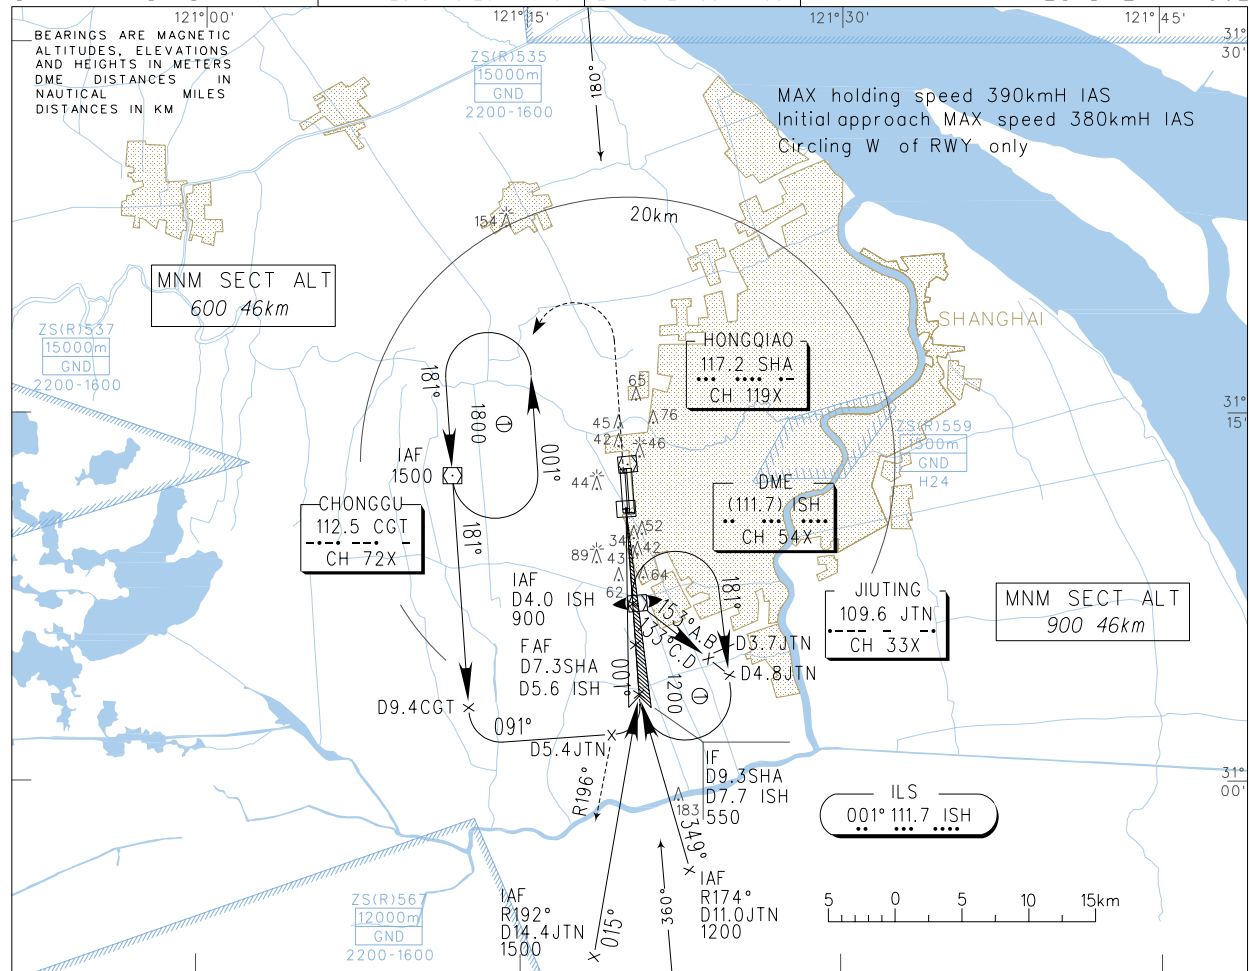 121°00'
121°15'
121°30'
121°45'
31°
30'
BEARINGS ARE MAGNETIC
ALTITUDES, ELEVATIONS
AND HEIGHTS IN METERS
DME DISTANCES IN
NAUTICAL MILES
DISTANCES IN KM
ZS(R)535
15000m
GND
2200-1600
180°
MAX holding speed 390kmH IAS
Initial approach MAX speed 380kmH IAS
Circling W of RWY only
154
20km
MNM SECT ALT
600 46km
ZS(R)537
15000m
GND
2200-1600
SHANGHAI
HONGQIAO
117.2 SHA
CH 119X
181°
1800
1
001°
IAF
1500
65
45
76
42
46
44
31°
15'
ZS(R)559
1500m
GND
H24
CHONGGU
112.5 CGT
CH 72X
181°
DME
(111.7) ISH
CH 54X
52
34
42
89
43
64
62
IAF
D4.0 ISH
900
181°
153°A.B
133°C.D
JIUTING
109.6 JTN
CH 33X
MNM SECT ALT
900 46km
FAF
D7.3SHA
D5.6 ISH
001°
1200
1
D3.7JTN
D4.8JTN
D9.4CGT
091°
D5.4JTN
R196°
IF
D9.3SHA
D7.7 ISH
550
183
349°
31°
00'
ILS
001° 111.7 ISH
ZS(R)567
12000m
GND
2200-1600
IAF
R192°
D14.4JTN
1500
015°
360°
IAF
R174°
D11.0JTN
1200
5 0 5 10 15km